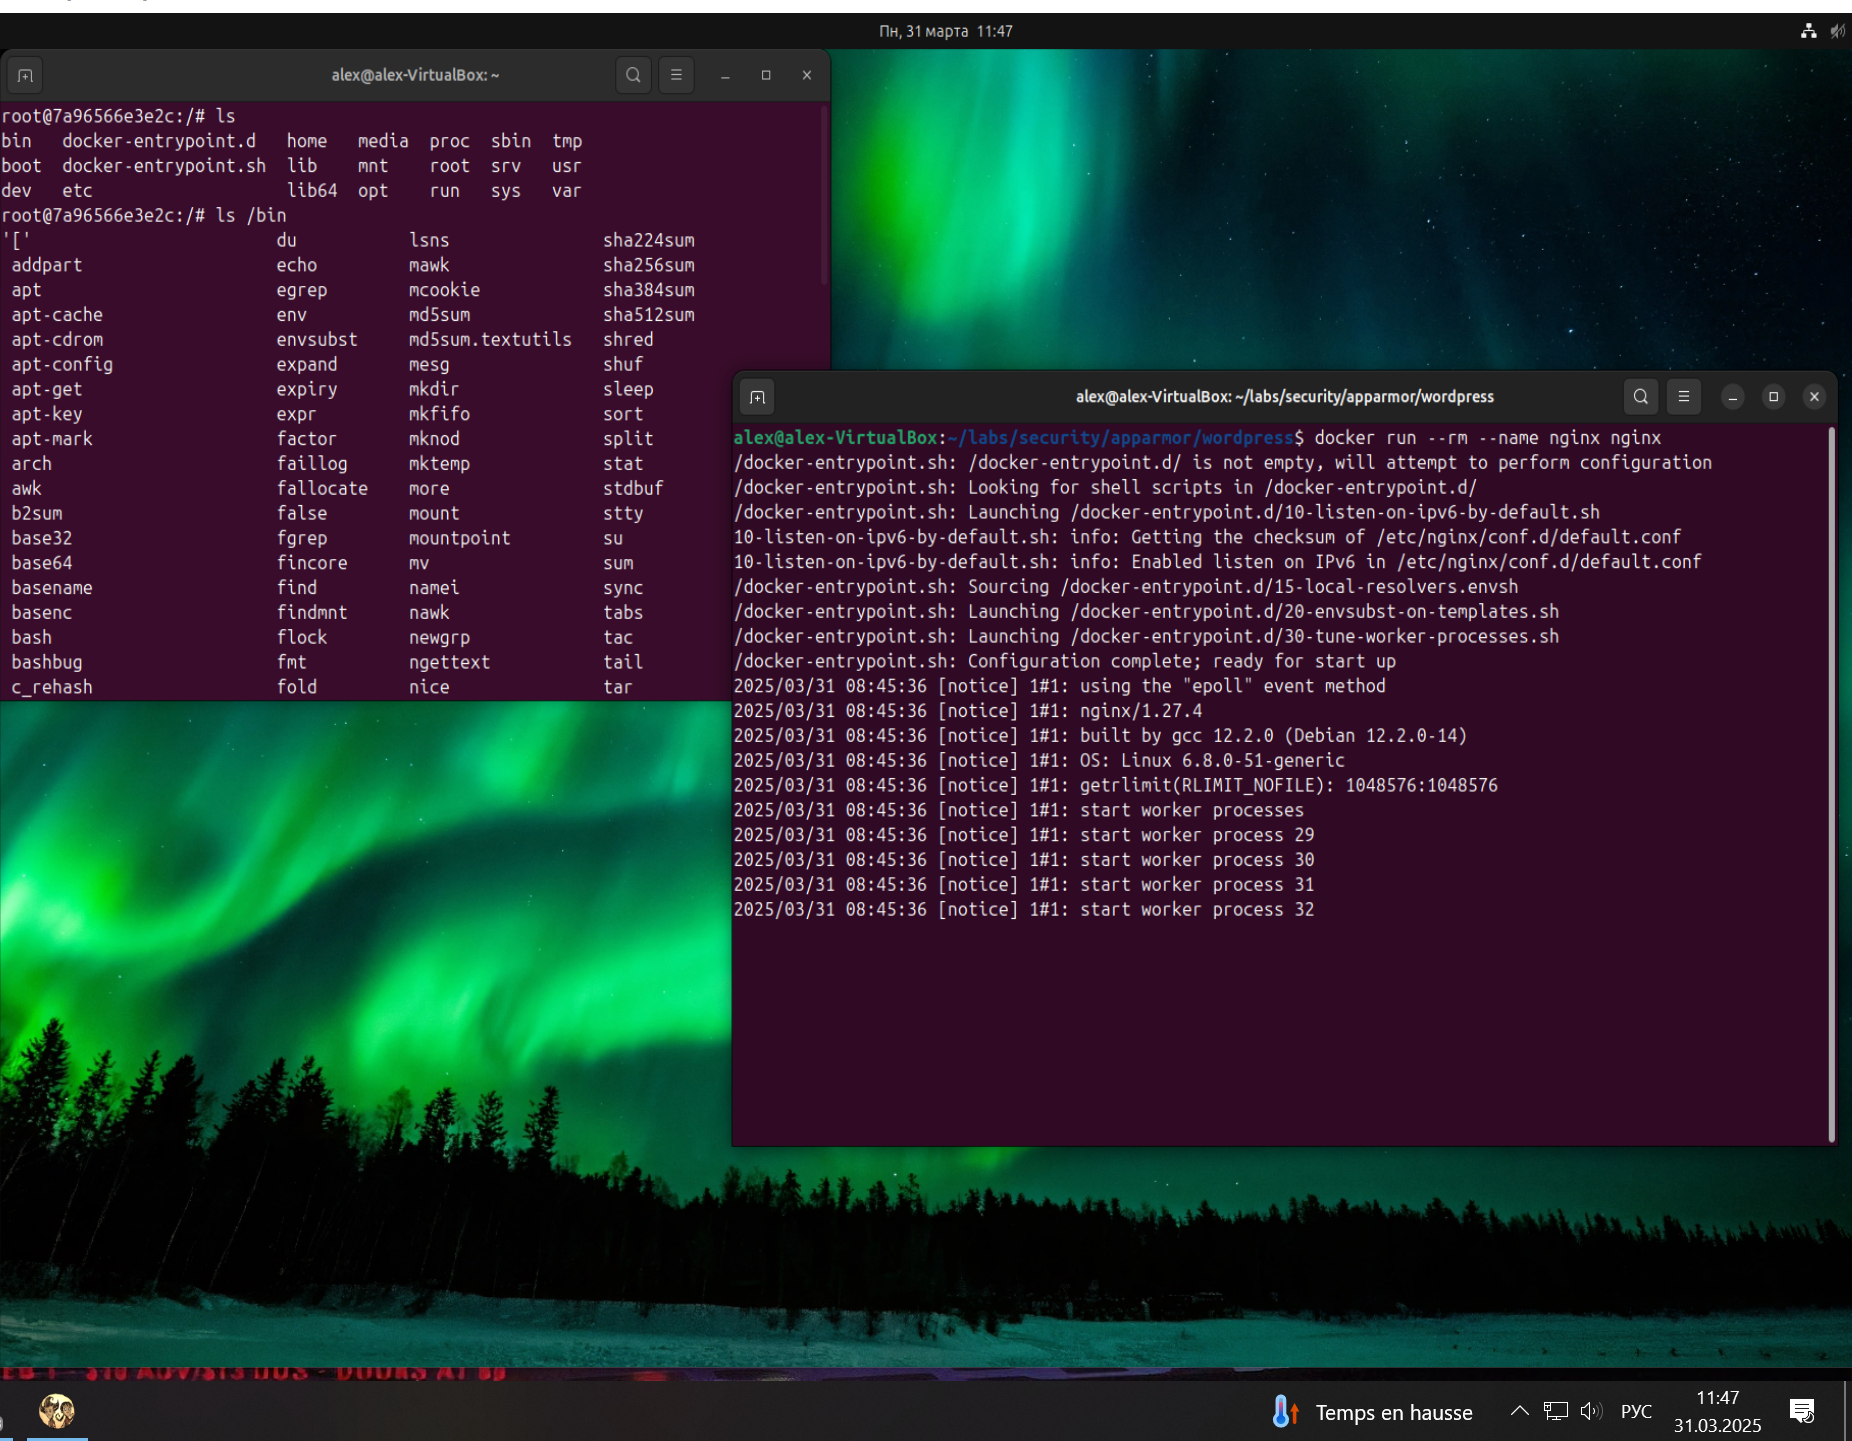 Пн, 31 марта 11:47
alex@alex-VirtualBox: ~
root@7a96566e3e2c:/# ls
bin docker-entrypoint.d home media proc sbin tmp
boot docker-entrypoint.sh lib mnt root srv usr
dev etc lib64 opt run sys var
root@7a96566e3e2c:/# ls /bin
'[' du lsns sha224sum
addpart echo mawk sha256sum
apt egrep mcookie sha384sum
apt-cache env md5sum sha512sum
apt-cdrom envsubst md5sum.textutils shred
apt-config expand mesg shuf
apt-get expiry mkdir sleep
apt-key expr mkfifo sort
apt-mark factor mknod split
arch faillog mktemp stat
awk fallocate more stdbuf
b2sum false mount stty
base32 fgrep mountpoint su
base64 fincore mv sum
basename find namei sync
basenc findmnt nawk tabs
bash flock newgrp tac
bashbug fmt ngettext tail
c_rehash fold nice tar
alex@alex-VirtualBox: ~/labs/security/apparmor/wordpress
alex@alex-VirtualBox:~/labs/security/apparmor/wordpress$ docker run --rm --name nginx nginx
/docker-entrypoint.sh: /docker-entrypoint.d/ is not empty, will attempt to perform configuration
/docker-entrypoint.sh: Looking for shell scripts in /docker-entrypoint.d/
/docker-entrypoint.sh: Launching /docker-entrypoint.d/10-listen-on-ipv6-by-default.sh
10-listen-on-ipv6-by-default.sh: info: Getting the checksum of /etc/nginx/conf.d/default.conf
10-listen-on-ipv6-by-default.sh: info: Enabled listen on IPv6 in /etc/nginx/conf.d/default.conf
/docker-entrypoint.sh: Sourcing /docker-entrypoint.d/15-local-resolvers.envsh
/docker-entrypoint.sh: Launching /docker-entrypoint.d/20-envsubst-on-templates.sh
/docker-entrypoint.sh: Launching /docker-entrypoint.d/30-tune-worker-processes.sh
/docker-entrypoint.sh: Configuration complete; ready for start up
2025/03/31 08:45:36 [notice] 1#1: using the "epoll" event method
2025/03/31 08:45:36 [notice] 1#1: nginx/1.27.4
2025/03/31 08:45:36 [notice] 1#1: built by gcc 12.2.0 (Debian 12.2.0-14)
2025/03/31 08:45:36 [notice] 1#1: OS: Linux 6.8.0-51-generic
2025/03/31 08:45:36 [notice] 1#1: getrlimit(RLIMIT_NOFILE): 1048576:1048576
2025/03/31 08:45:36 [notice] 1#1: start worker processes
2025/03/31 08:45:36 [notice] 1#1: start worker process 29
2025/03/31 08:45:36 [notice] 1#1: start worker process 30
2025/03/31 08:45:36 [notice] 1#1: start worker process 31
2025/03/31 08:45:36 [notice] 1#1: start worker process 32
Temps en hausse
РУС
11:47
31.03.2025